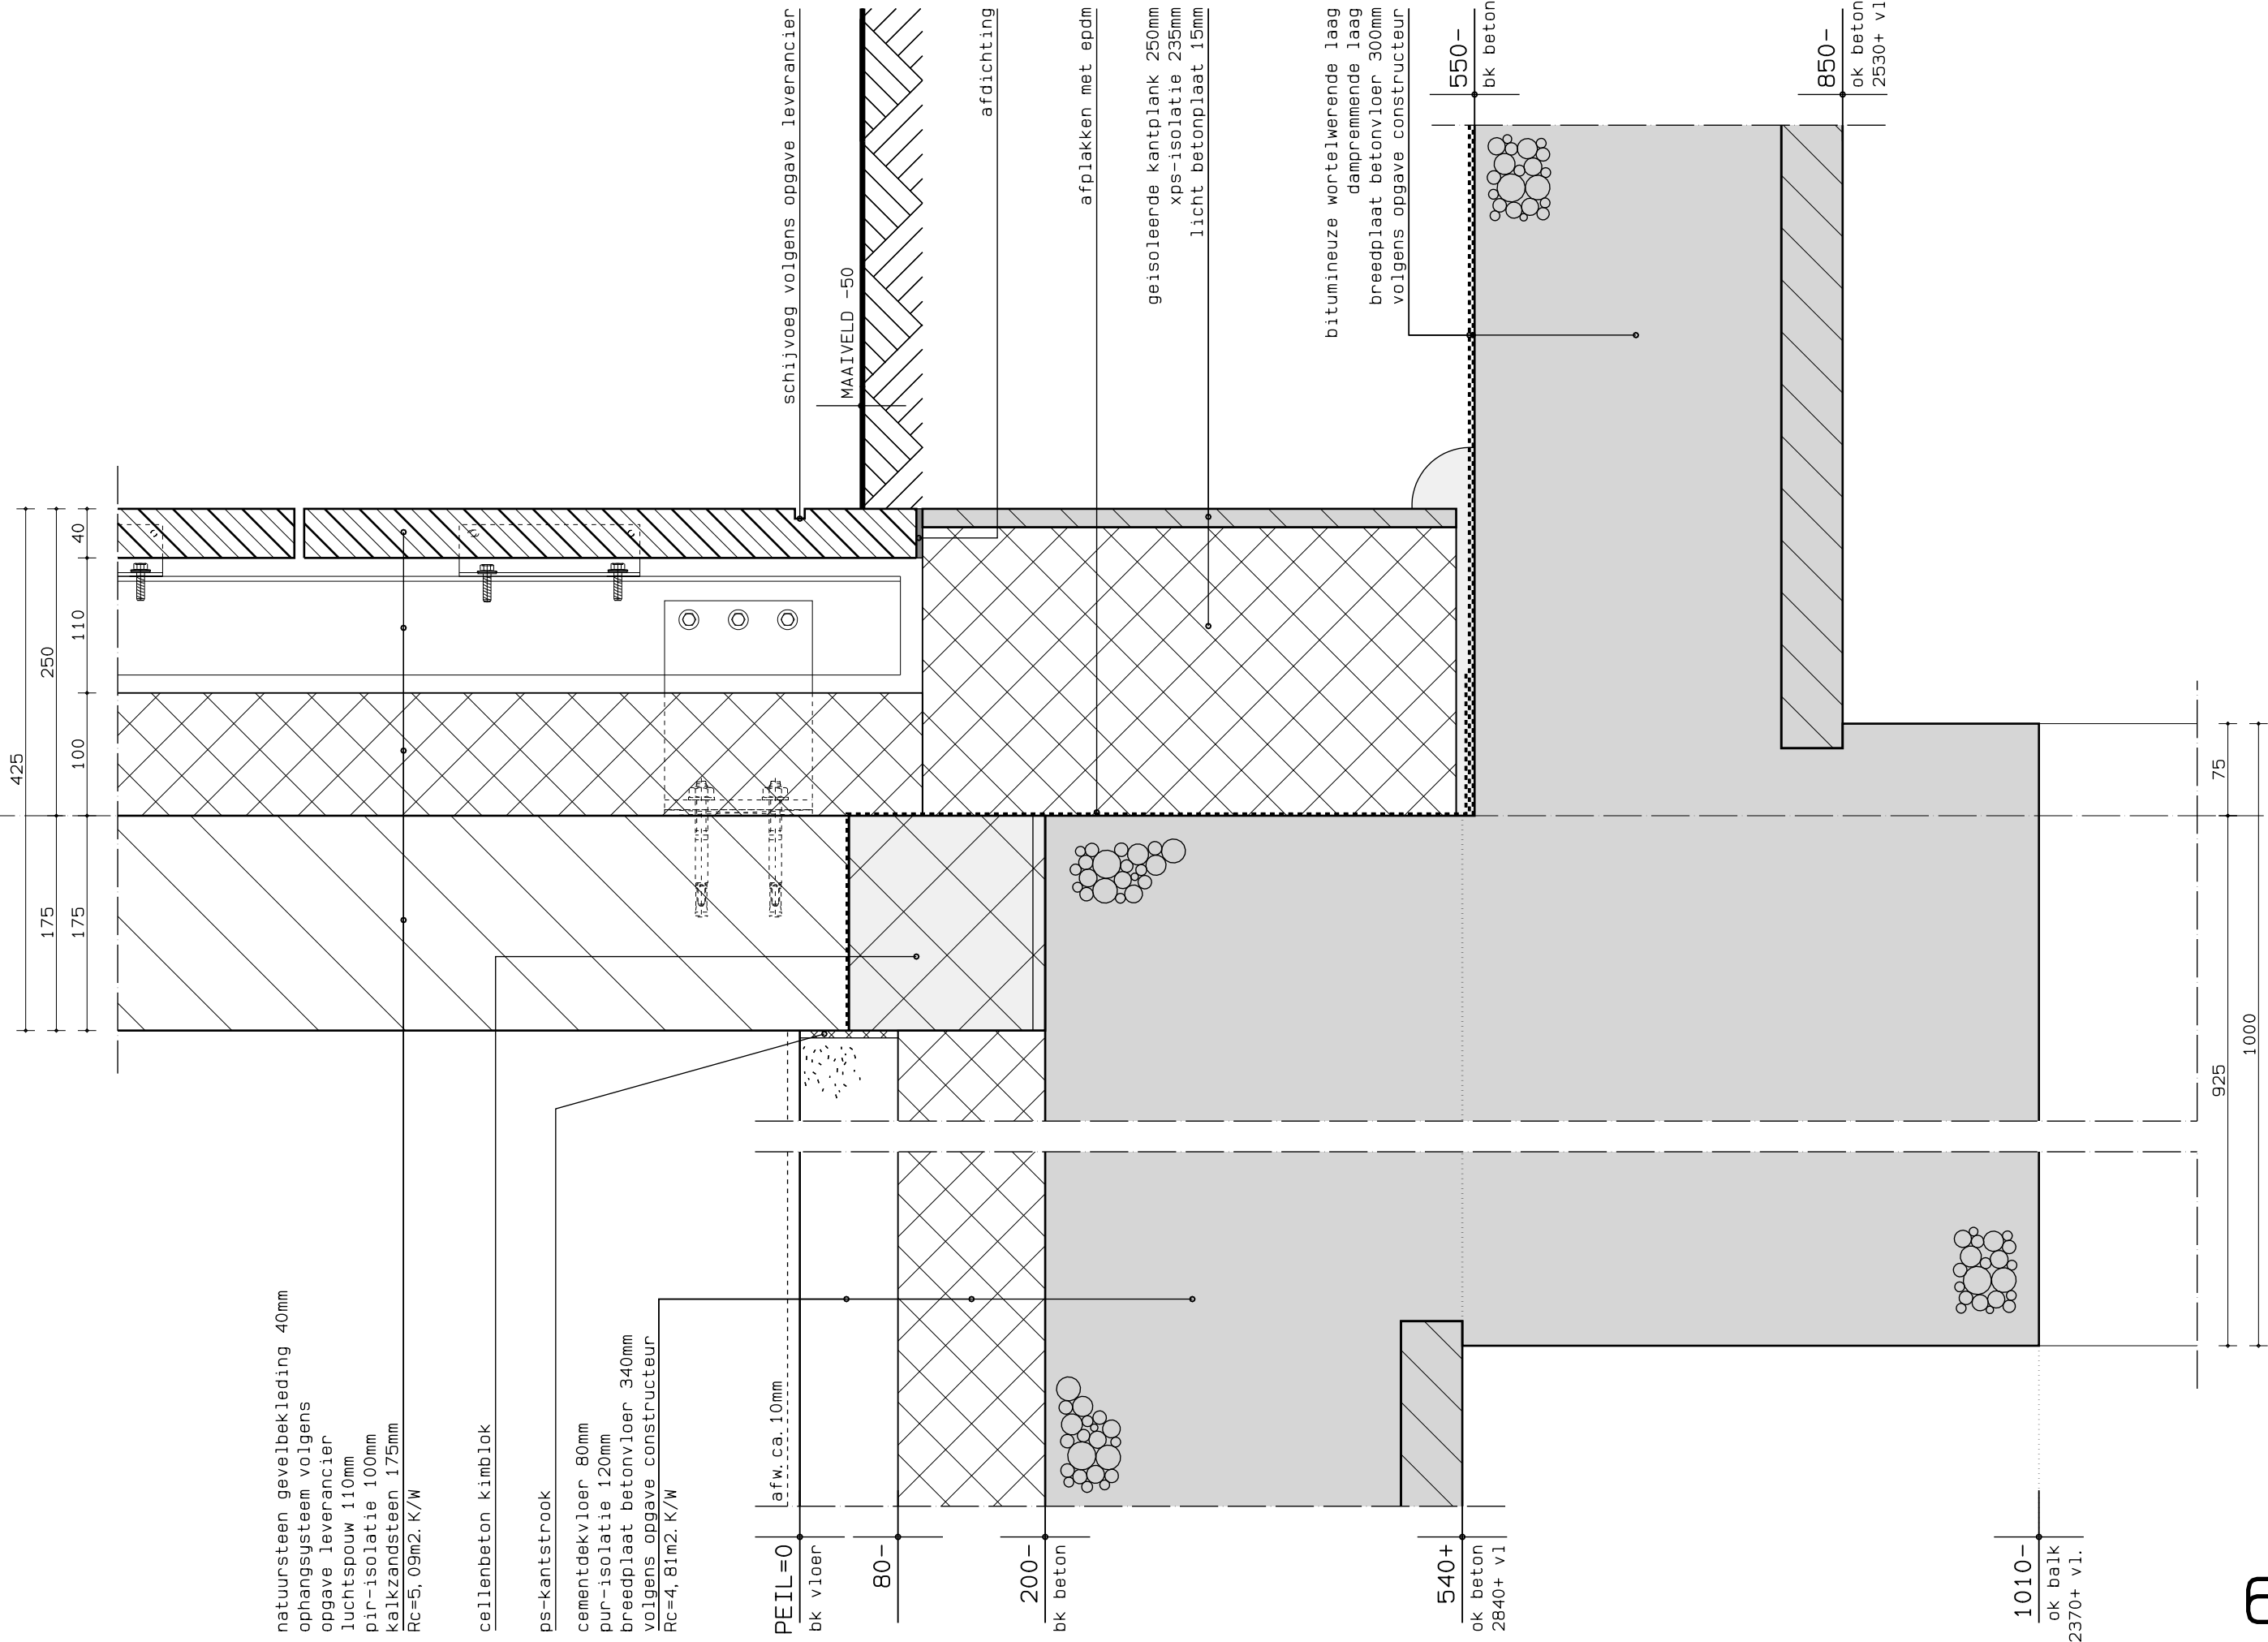 natuursteen gevelbekleding 40mm
ophangsysteem volgens
opgave leverancier
luchtspouw 110mm
pir-isolatie 100mm
kalkzandsteen 175mm
Rc=5,09m2.K/W
cellenbeton kimblok
ps-kantstrook
cementdekvloer 80mm
pur-isolatie 120mm
breedplaat betonvloer 340mm
volgens opgave constructeur
Rc=4,81m2.K/W
afw. ca. 10mm
PEIL=0
bk vloer
80-
200-
bk beton
540+
ok beton
2840+ vl
1010-
ok balk
2370+ vl.
425
175
250
175
100
110
40
schijvoeg volgens opgave leverancier
MAAIVELD -50
afdichting
afplakken met epdm
geisoleerde kantplank 250mm
xps-isolatie 235mm
licht betonplaat 15mm
bitumineuze wortelwerende laag
dampremmende laag
breedplaat betonvloer 300mm
volgens opgave constructeur
550-
bk beton
850-
ok beton
2530+ vl
925
75
1000